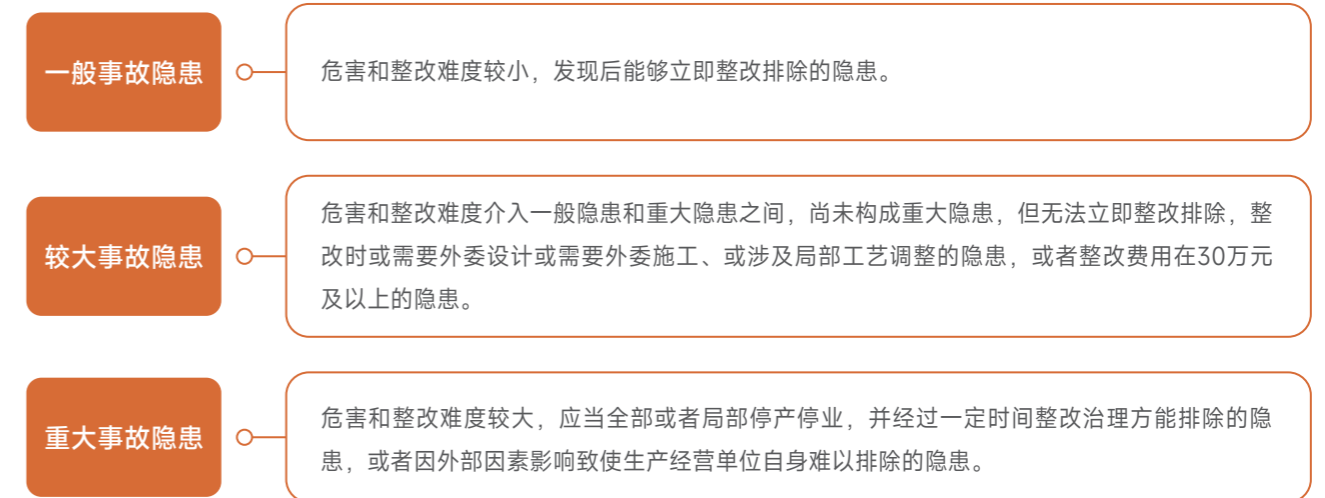 一般事故隐患
危害和整改难度较小，发现后能够立即整改排除的隐患。
较大事故隐患
危害和整改难度介入一般隐患和重大隐患之间，尚未构成重大隐患，但无法立即整改排除，整
改时或需要外委设计或需要外委施工、或涉及局部工艺调整的隐患，或者整改费用在30万元
及以上的隐患。
重大事故隐患
危害和整改难度较大，应当全部或者局部停产停业，并经过一定时间整改治理方能排除的隐
患，或者因外部因素影响致使生产经营单位自身难以排除的隐患。